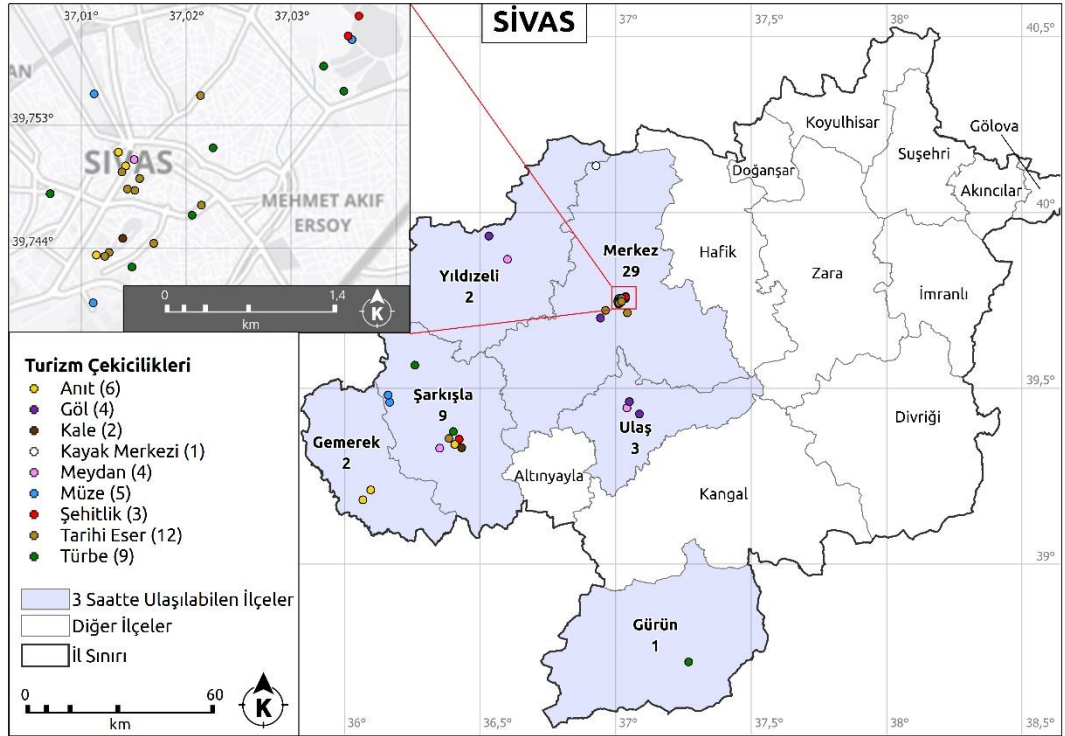 SİVAS
37,01°
37,02°
37,03°
39,753°
39,744°
AN
SIVAS
MEHMET AKIF
ERSOY
0
1,4
km
K
37°
37,5°
38°
40,5°
40°
39,5°
39°
36°
36,5°
37°
37,5°
38°
38,5°
Koyulhisar
Suşehri
Gölova
Akıncılar
Doğanşar
Hafik
Zara
İmranlı
Merkez
29
Yıldızeli
2
Şarkışla
9
Gemerek
2
Ulaş
3
Altınyayla
Kangal
Divriği
Gürün
1
Turizm Çekicilikleri
Anıt (6)
Göl (4)
Kale (2)
Kayak Merkezi (1)
Meydan (4)
Müze (5)
Şehitlik (3)
Tarihi Eser (12)
Türbe (9)
3 Saatte Ulaşılabilen İlçeler
Diğer İlçeler
İl Sınırı
0
60
km
K